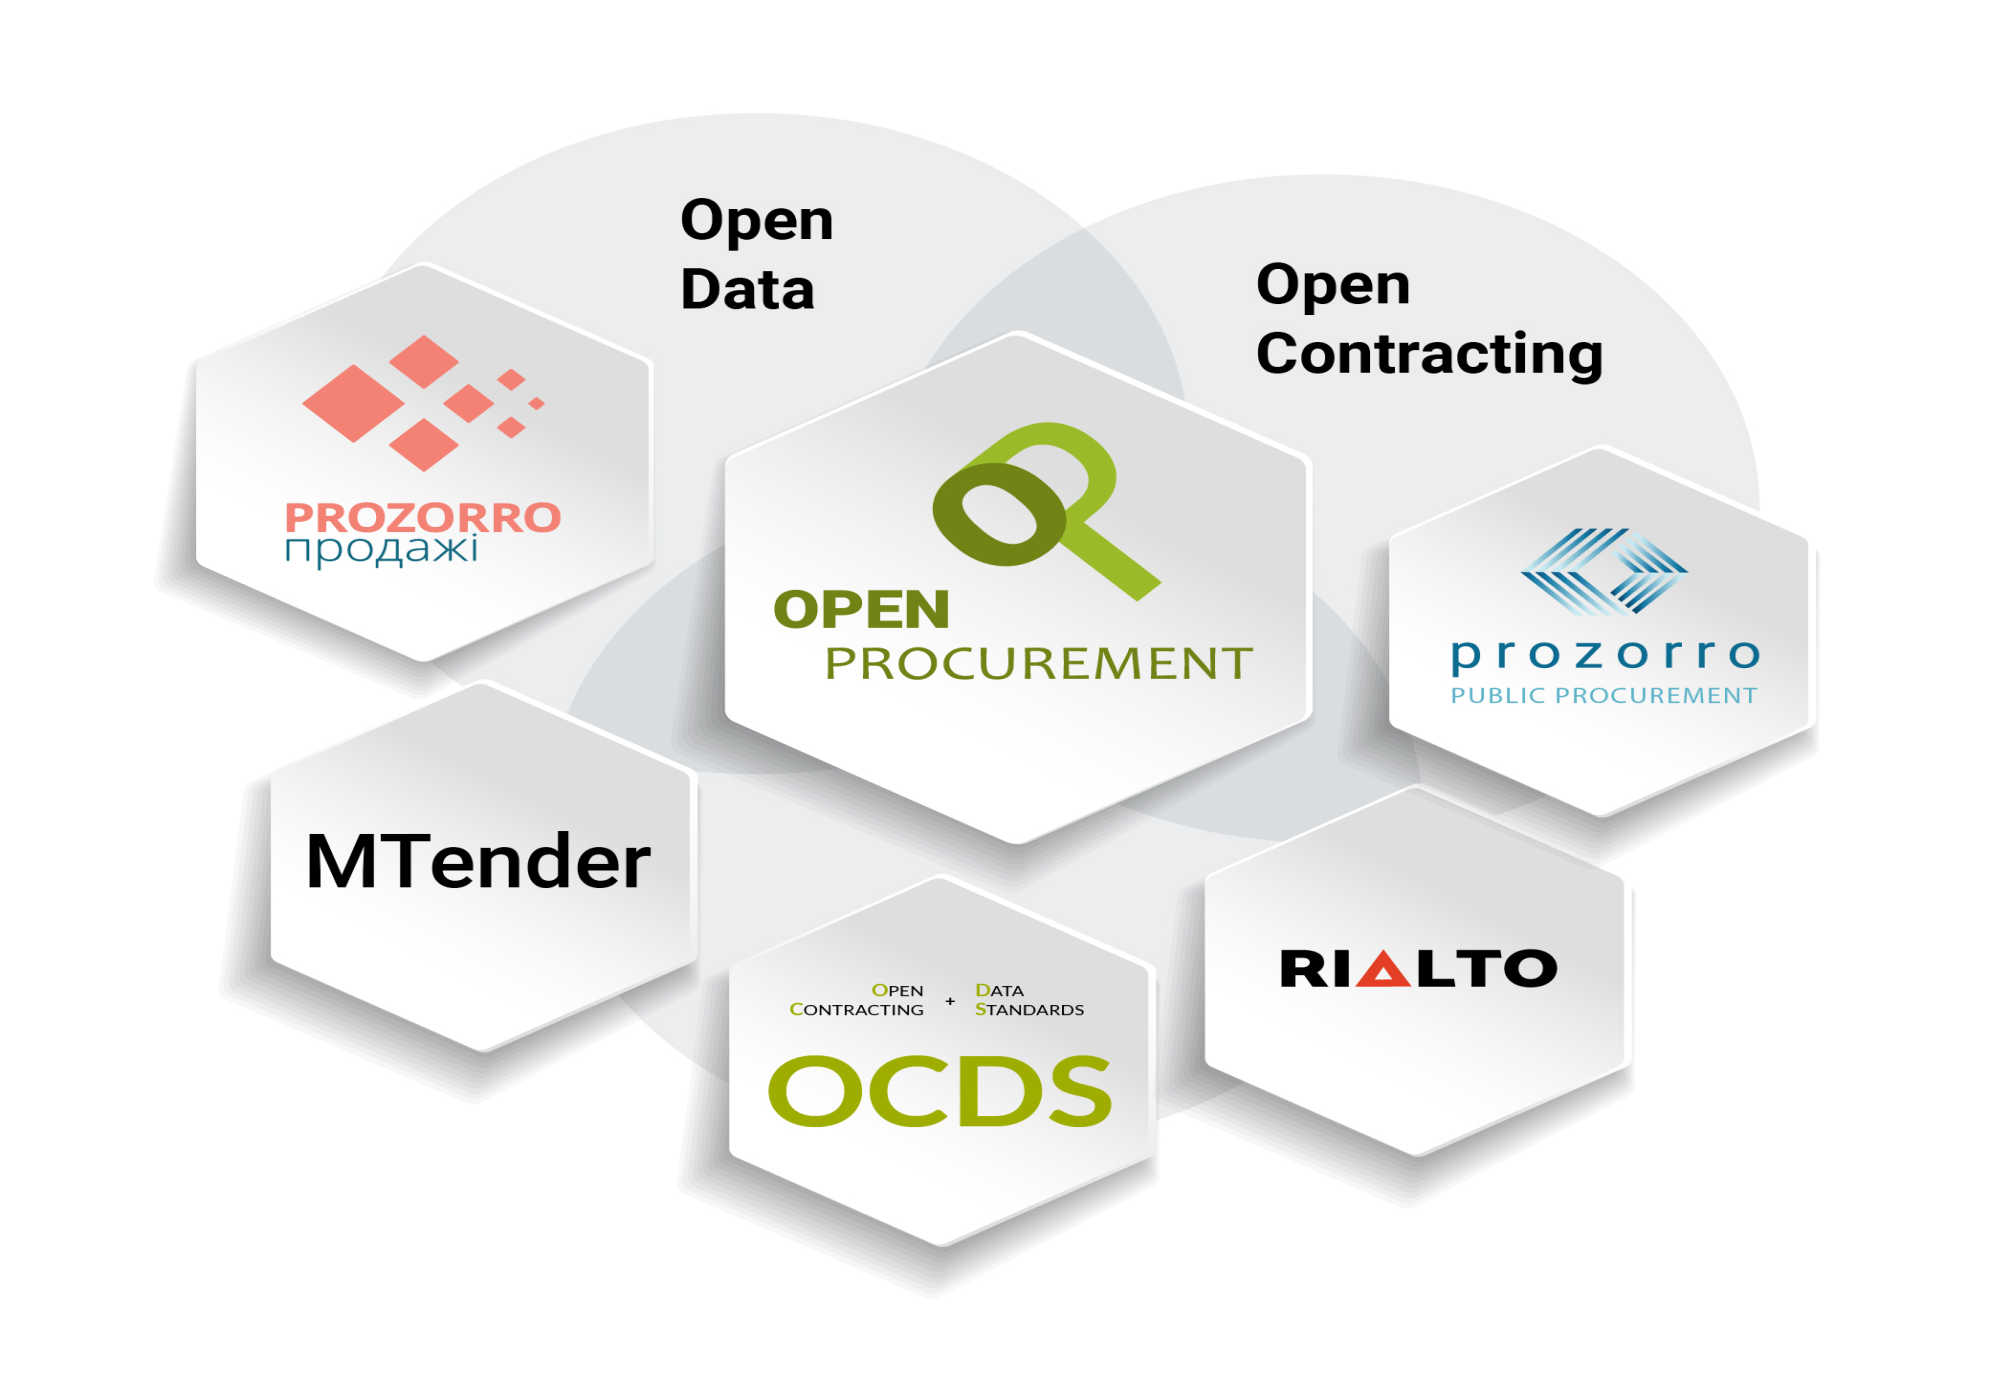 Open
Data
Open
Contracting
PROZORRO
продажі
OPEN
PROCUREMENT
prozorro
PUBLIC PROCUREMENT
MTender
RIALTO
OPEN
CONTRACTING
+
DATA
STANDARDS
OCDS